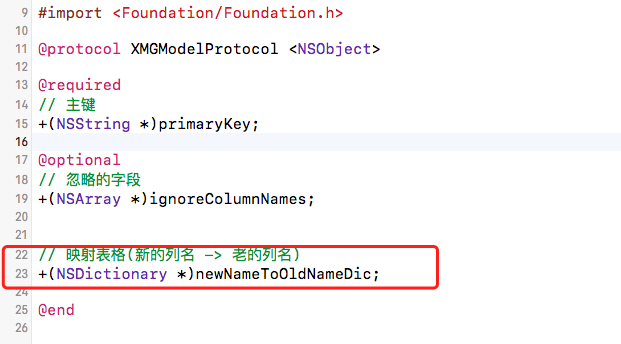 9 #import <Foundation/Foundation.h>
10
11 @protocol XMGModelProtocol <NSObject>
12
13 @required
14 // 主键
15 +(NSString *)primaryKey;
16
17 @optional
18 // 忽略的字段
19 +(NSArray *)ignoreColumnNames;
20
21
22 // 映射表格(新的列名 -> 老的列名)
23 +(NSDictionary *)newNameToOldNameDic;
24
25 @end
26